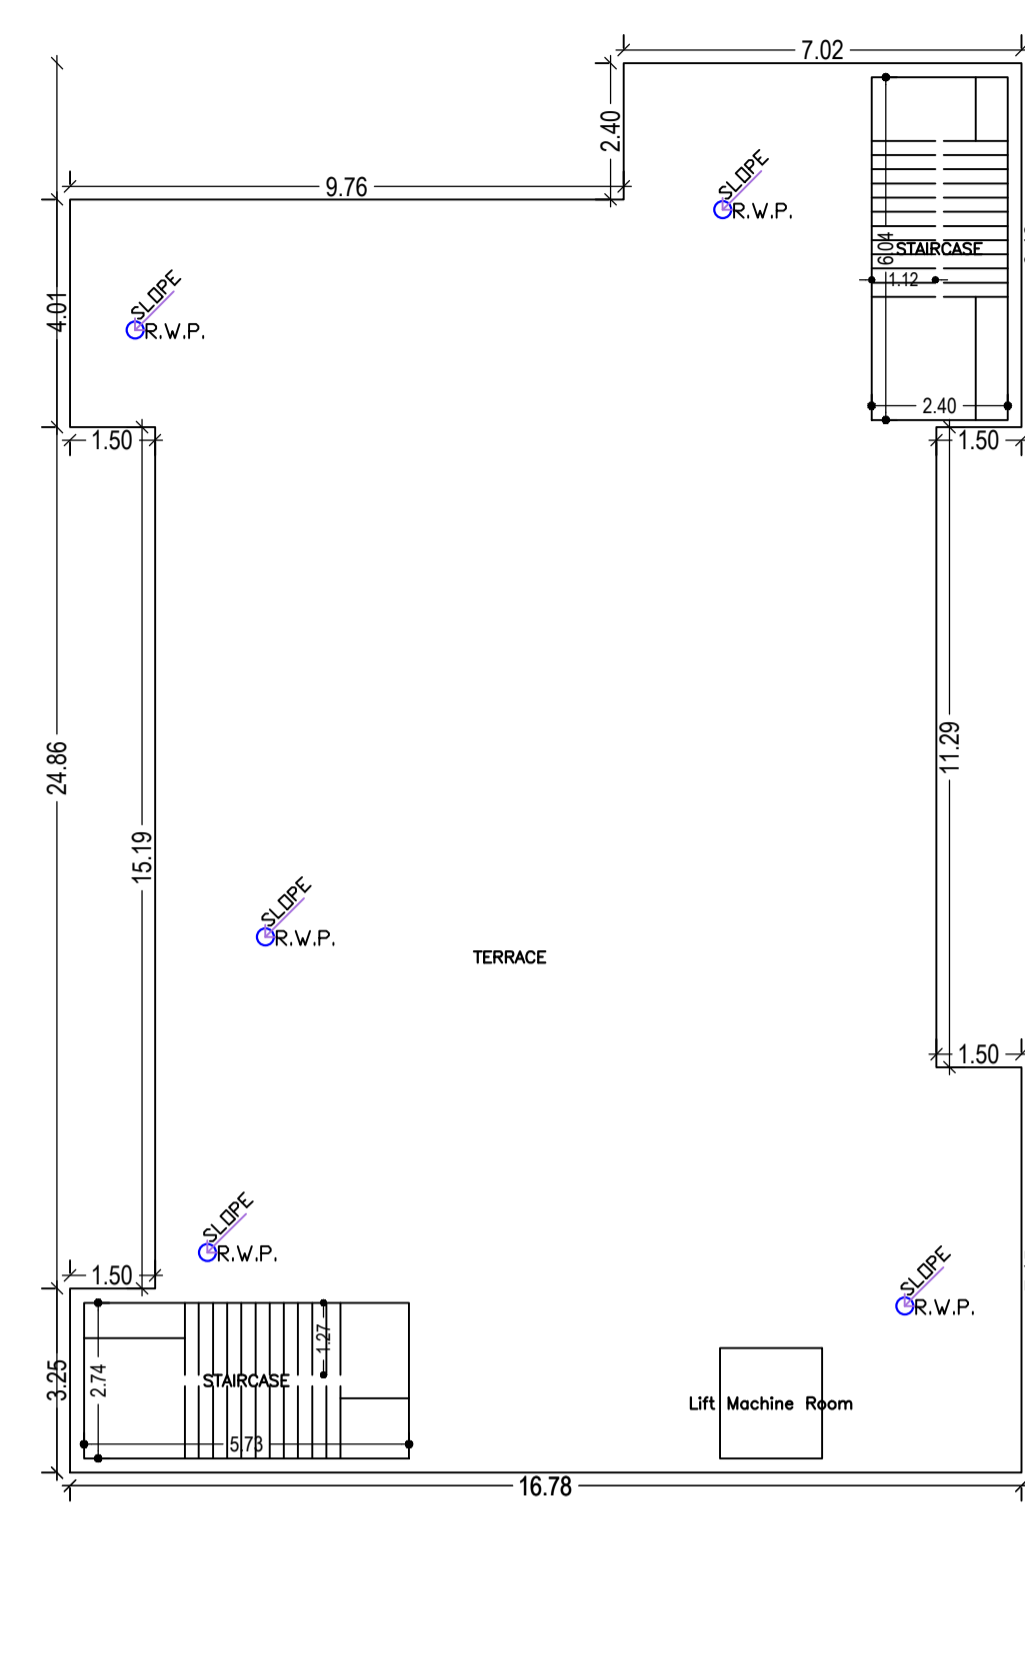 7.02
2.40
9.76
SLOPE
R.W.P.
6.04
STAIRCASE
1.12
SLOPE
R.W.P.
4.01
2.40
1.50
1.50
24.86
11.29
15.19
SLOPE
R.W.P.
TERRACE
1.50
SLOPE
R.W.P.
1.50
SLOPE
R.W.P.
3.25
2.74
1.27
STAIRCASE
Lift Machine Room
5.73
16.78